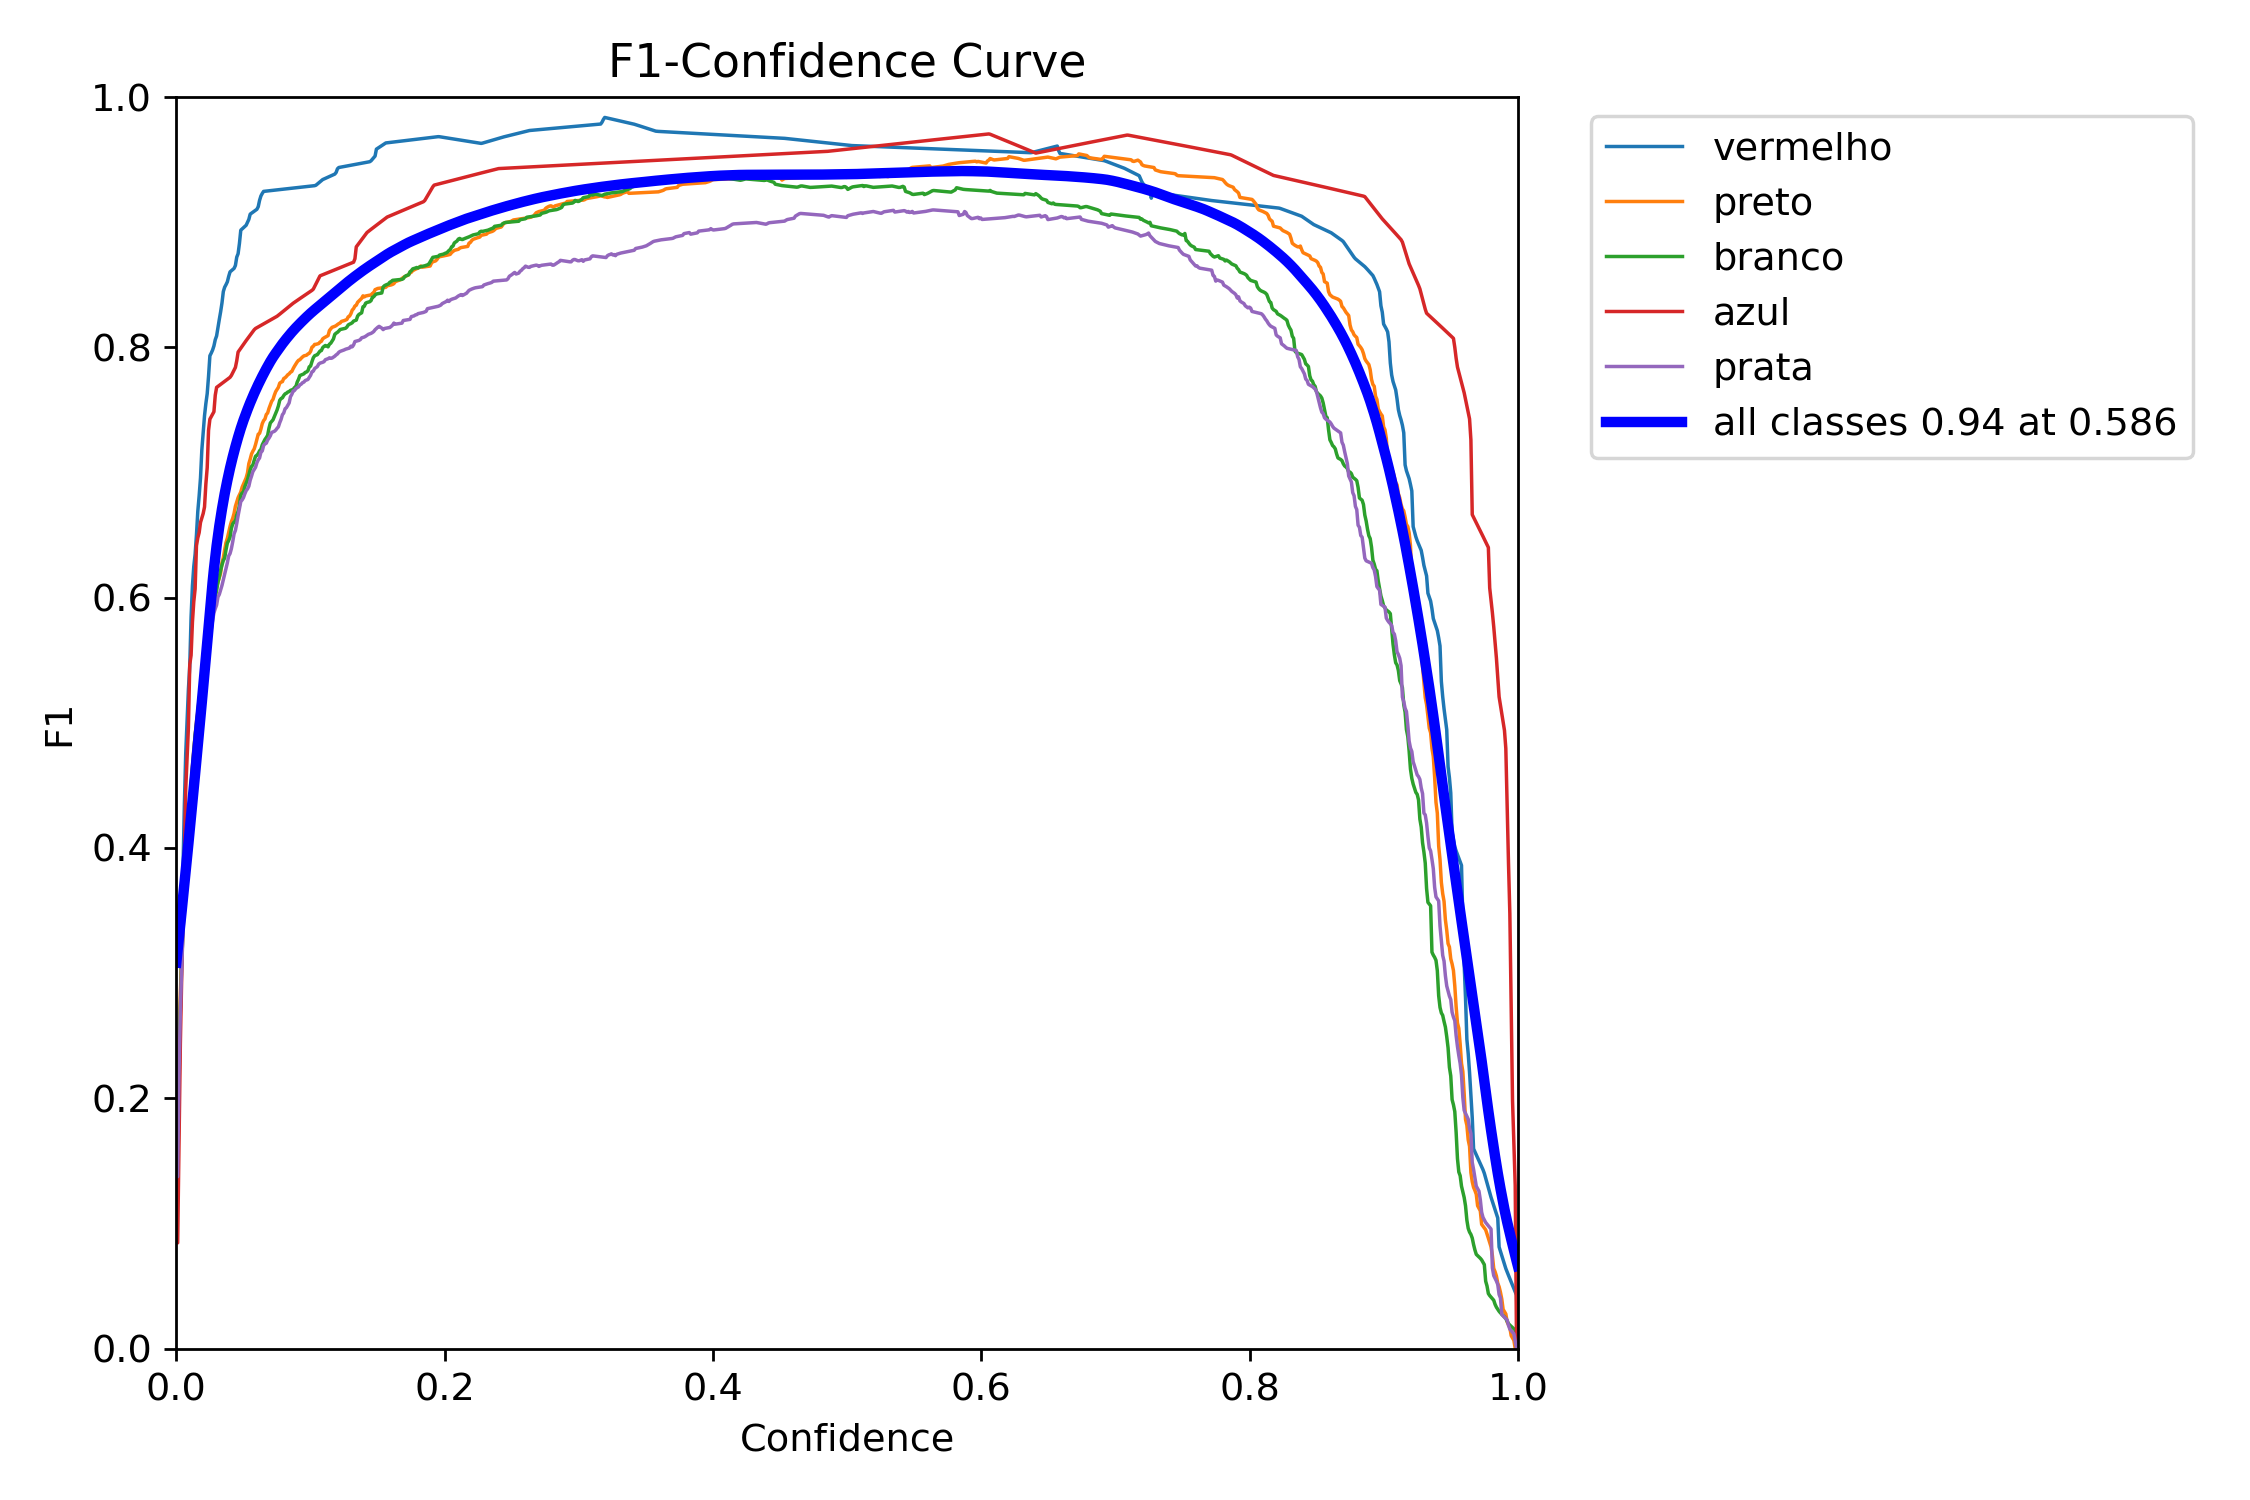 F1-Confidence Curve
1.0
0.8
0.6
0.4
0.2
0.0
F1
0.0 0.2 0.4 0.6 0.8 1.0
Confidence
vermelho
preto
branco
azul
prata
all classes 0.94 at 0.586